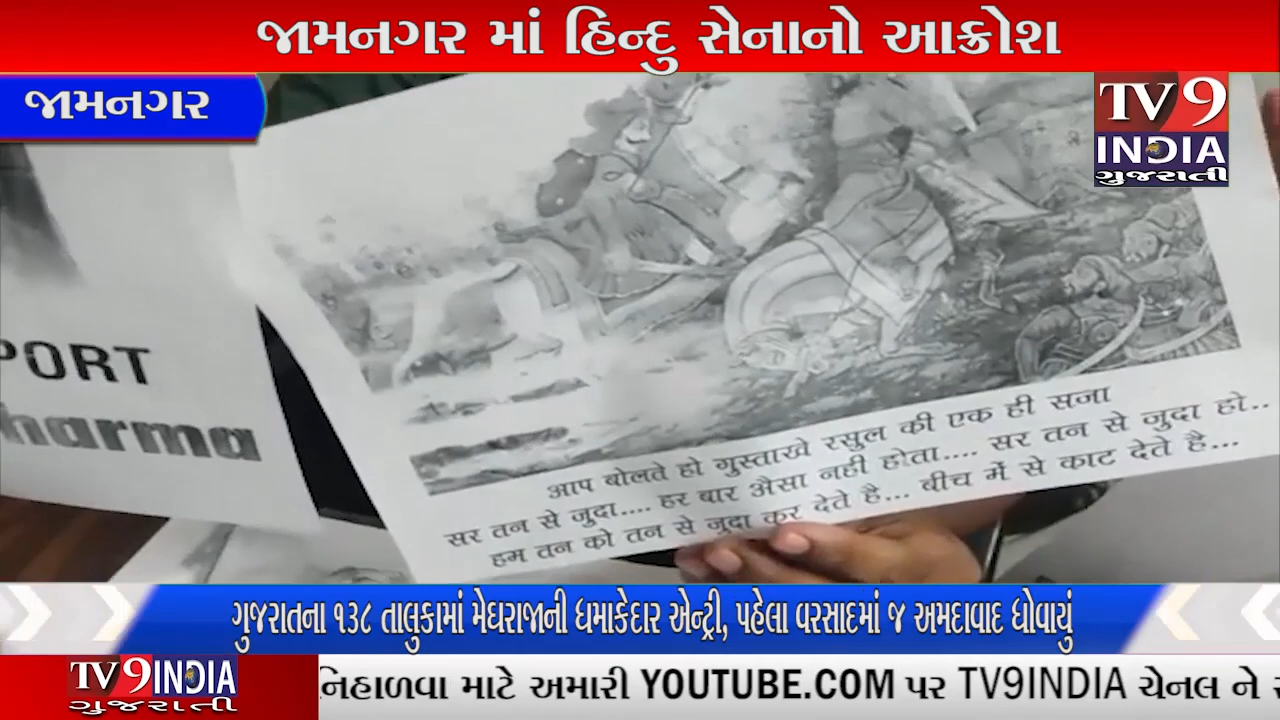 જામનગર માં હિન્દુ સેનાનો આક્રોશ
જામનગર
TV9
INDIA
ગુજરાતી
PORT
harma
आप बोलते हो गुस्ताखे रसुल की एक ही सजा
सर तन से जुदा.... हर बार अैसा नही होता.... सर तन से जुदा हो..
हम तन को तन से जुदा कर देते है... बीच में से काट देते है...
ગુજરાતના ૧૩૮ તાલુકામાં મેઘરાજાની ધમાકેદાર એન્ટ્રી, પહેલા વરસાદમાં જ અમદાવાદ ધોવાયું
TV9INDIA
ગુજરાતી
નિહાળવા માટે અમારી YOUTUBE.COM પર TV9INDIA ચેનલ ને